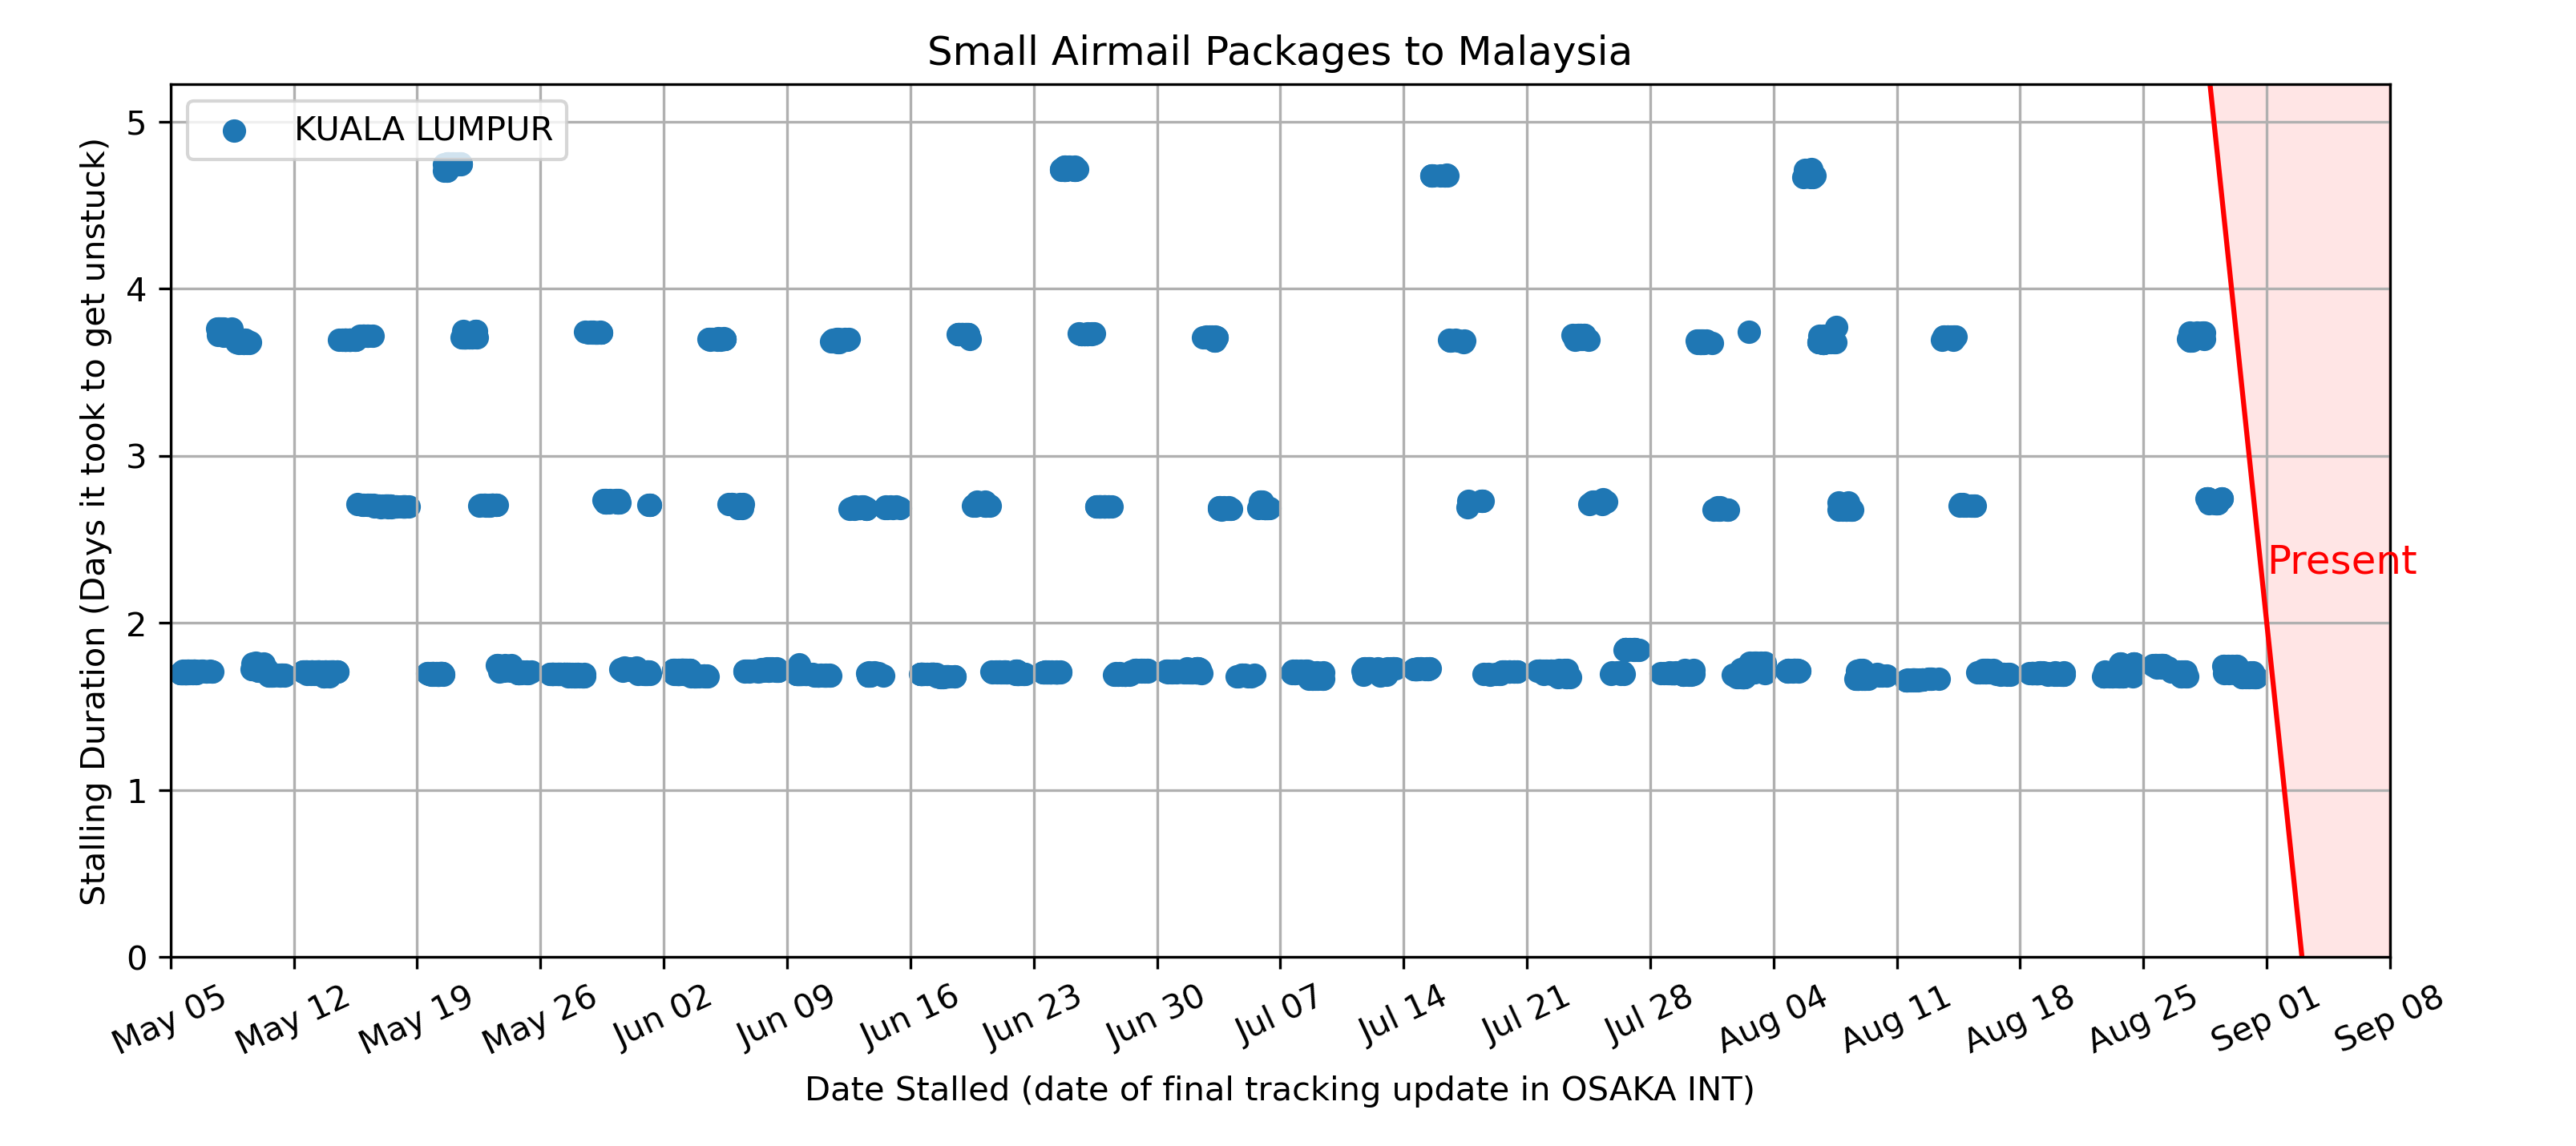 Small Airmail Packages to Malaysia
KUALA LUMPUR
Stalling Duration (Days it took to get unstuck)
5
4
3
2
1
0
Present
May 05
May 12
May 19
May 26
Jun 02
Jun 09
Jun 16
Jun 23
Jun 30
Jul 07
Jul 14
Jul 21
Jul 28
Aug 04
Aug 11
Aug 18
Aug 25
Sep 01
Sep 08
Date Stalled (date of final tracking update in OSAKA INT)